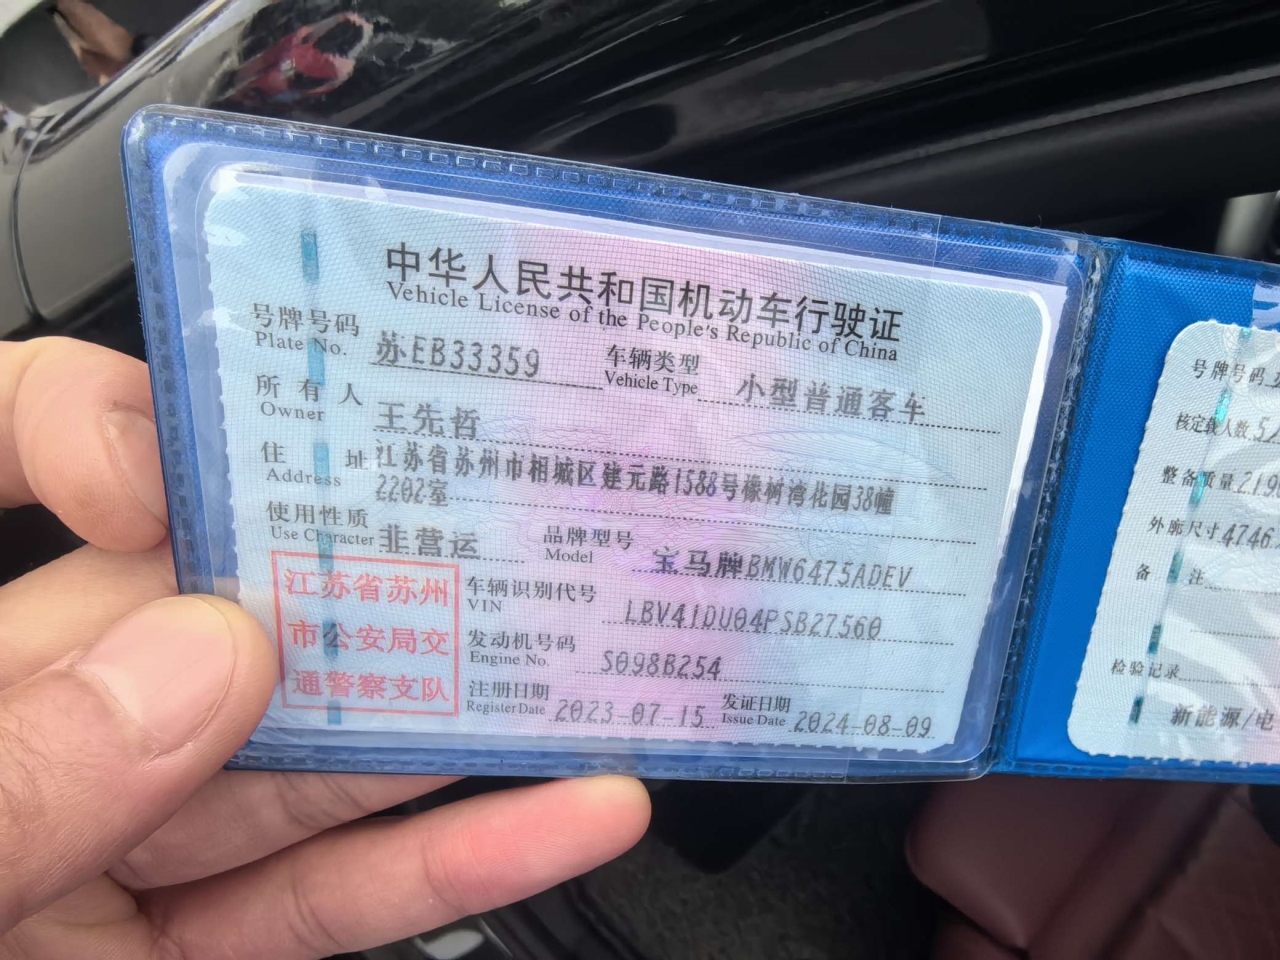 中华人民共和国机动车行驶证
Vehicle License of the People's Republic of China
号牌号码
Plate No.
苏EB33359
车辆类型
Vehicle Type
小型普通客车
所有人
Owner
王先哲
住址
Address
江苏省苏州市相城区建元路1588号橡树湾花园38幢
2202室
使用性质
Use Character
非营运
品牌型号
Model
宝马牌BMW6475ADEV
江苏省苏州
市公安局交
通警察支队
车辆识别代号
VIN
LBV41DU04PSB27560
发动机号码
Engine No.
S098B254
注册日期
Register Date
2023-07-15
发证日期
Issue Date
2024-08-09
号牌号码
核定载人数 5
整备质量 219
外廓尺寸 4746
备注
检验记录
新能源/电